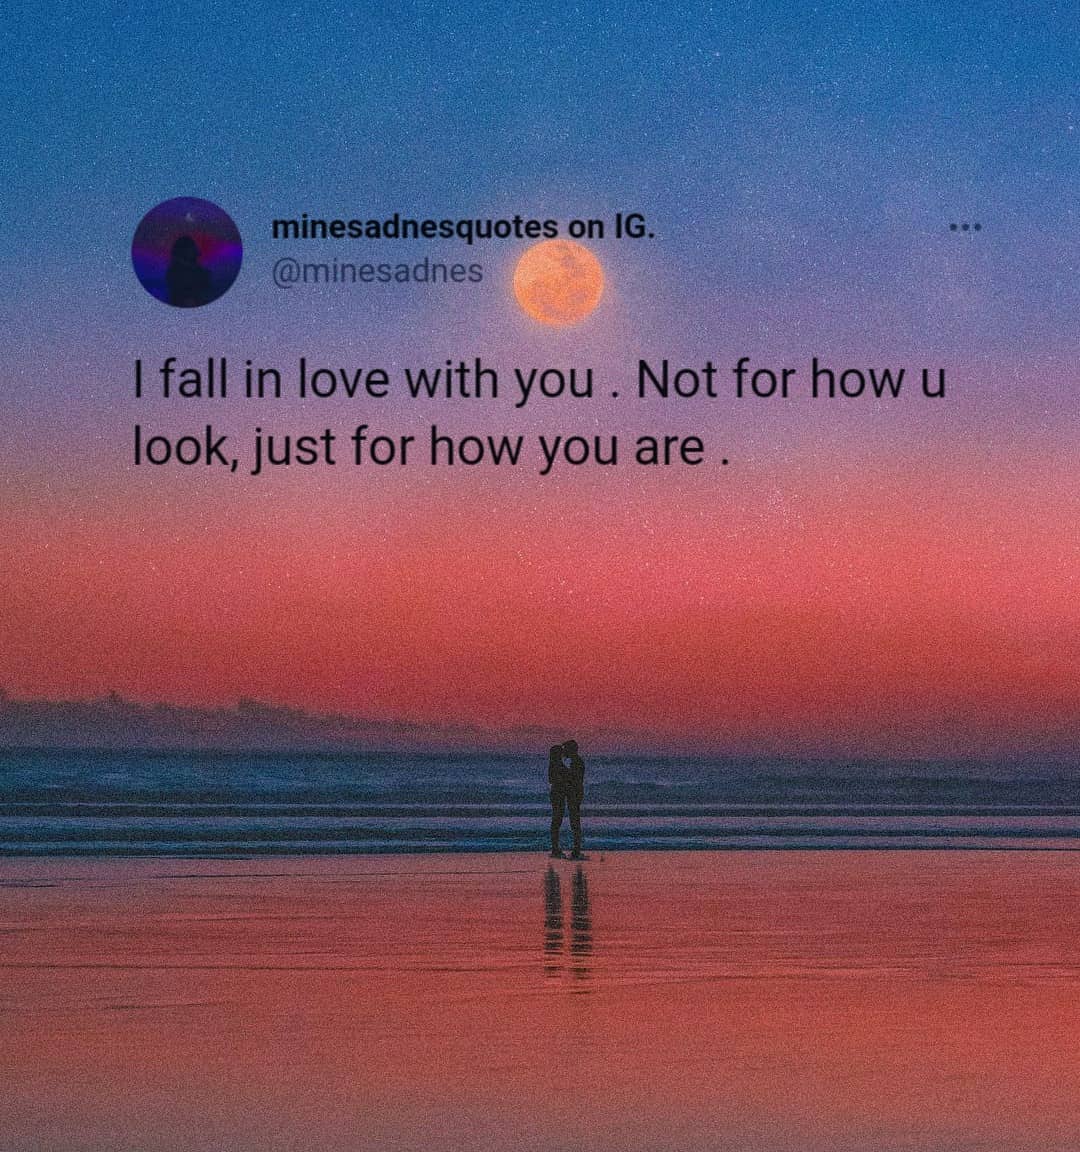 minesadnesquotes on IG.
@minesadnes
I fall in love with you . Not for how u
look, just for how you are .